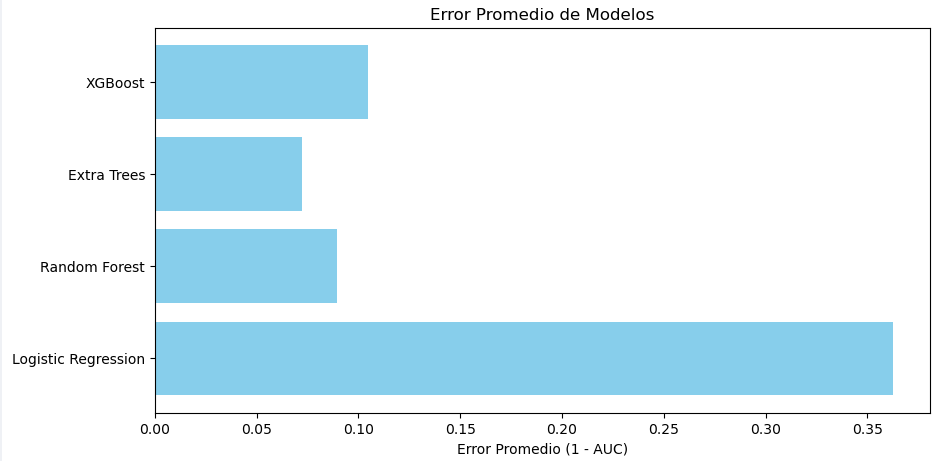 Error Promedio de Modelos
XGBoost
Extra Trees
Random Forest
Logistic Regression
0.00 0.05 0.10 0.15 0.20 0.25 0.30 0.35
Error Promedio (1 - AUC)